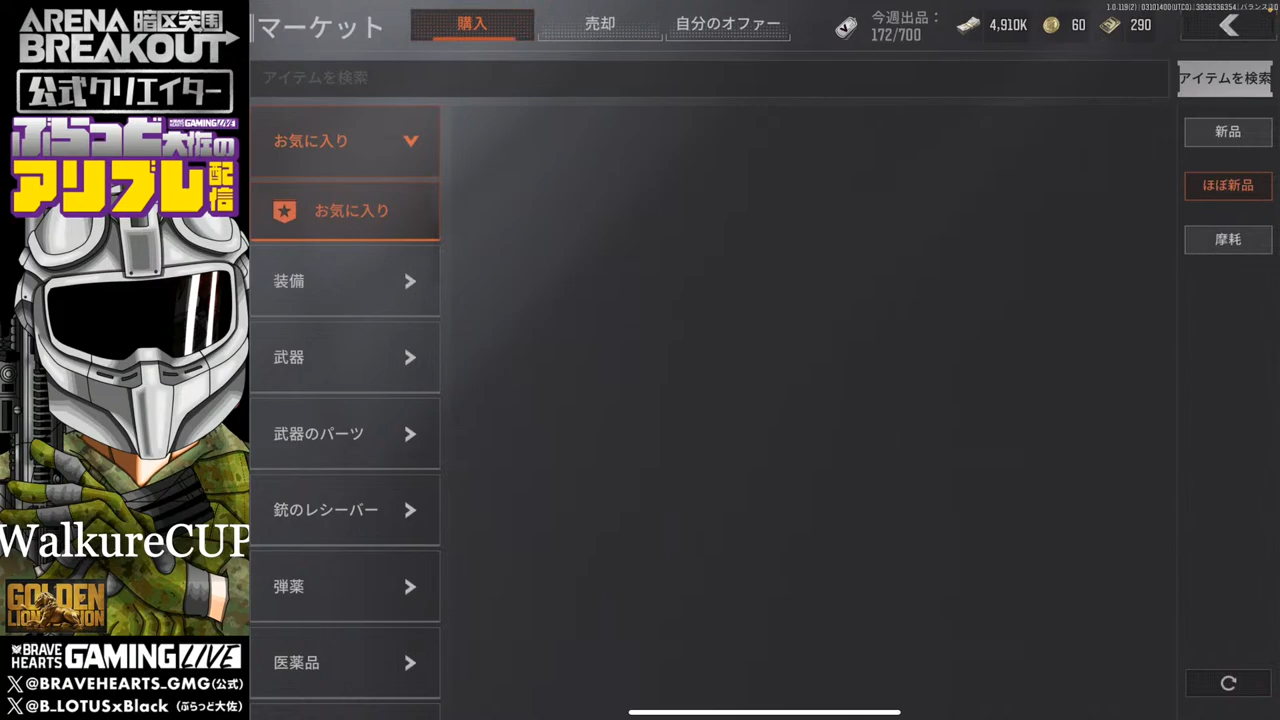 ARENA 暗区突围
BREAKOUT
公式クリエイター
ぶらっど大佐の
GAMING LIVE
アリブレ配信
WalkureCUP
GOLDEN
BRAVE HEARTS GAMING LIVE
X@BRAVEHEARTS_GMG(公式)
X@B_LOTUSxBlack (ぶらっど大佐)
マーケット
購入
売却
自分のオファー
今週出品：
172/700
4,910K
60
290
アイテムを検索
アイテムを検索
お気に入り
お気に入り
装備
武器
武器のパーツ
銃のレシーバー
弾薬
医薬品
新品
ほぼ新品
摩耗